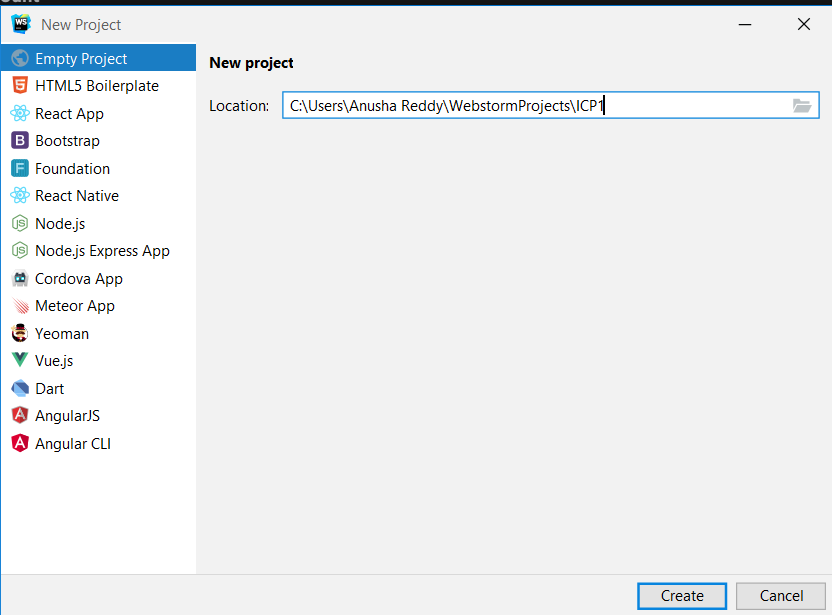 New Project
Empty Project
HTML5 Boilerplate
React App
Bootstrap
Foundation
React Native
Node.js
Node.js Express App
Cordova App
Meteor App
Yeoman
Vue.js
Dart
AngularJS
Angular CLI
New project
Location: C:\Users\Anusha Reddy\WebstormProjects\ICP1
Create Cancel